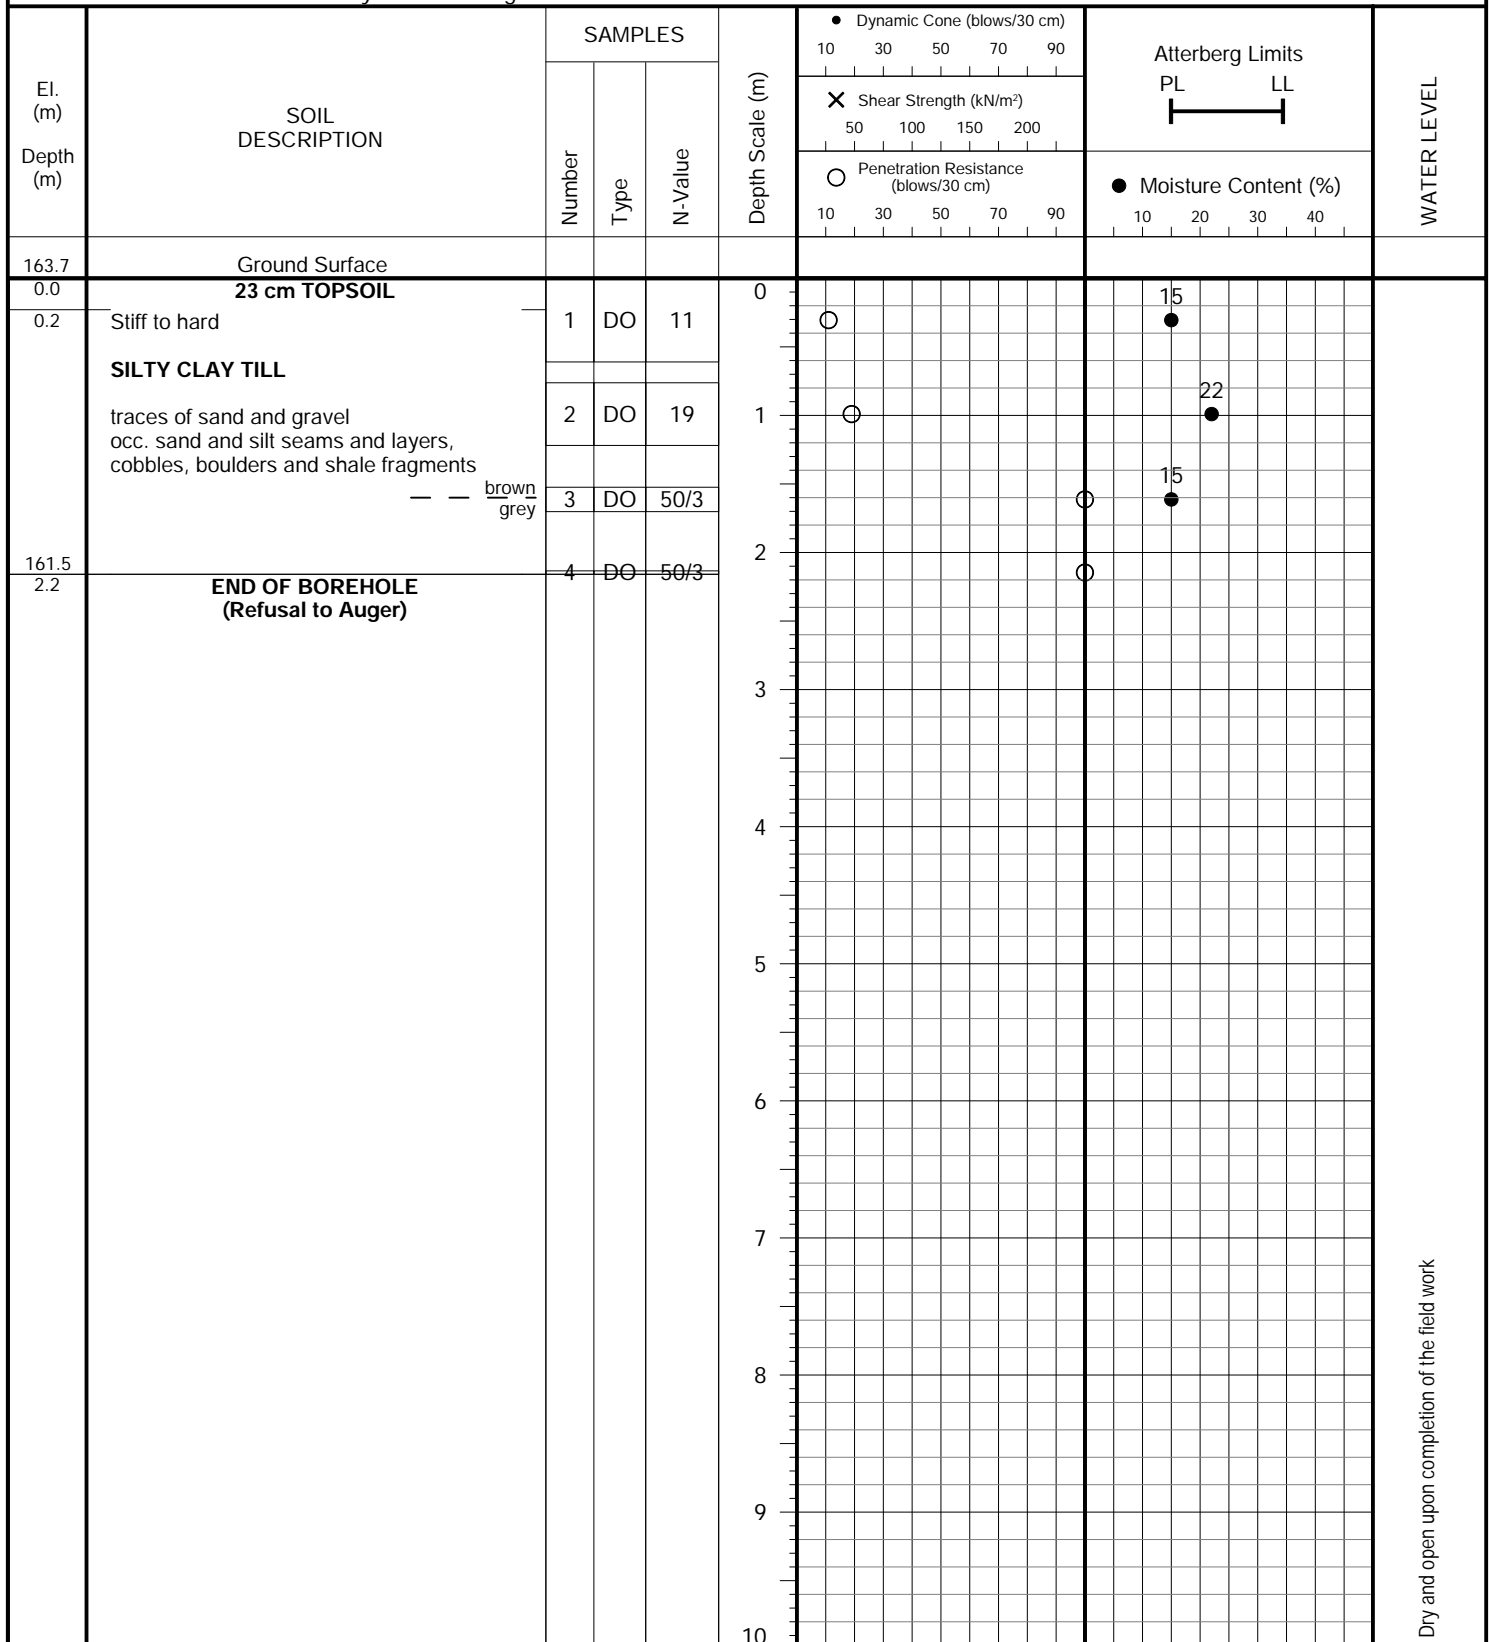 SAMPLES
El.
(m)
Depth
(m)
SOIL
DESCRIPTION
Number
Type
N-Value
Depth Scale (m)
● Dynamic Cone (blows/30 cm)
10 30 50 70 90
✕ Shear Strength (kN/m²)
50 100 150 200
○ Penetration Resistance
(blows/30 cm)
10 30 50 70 90
Atterberg Limits
PL LL
● Moisture Content (%)
10 20 30 40
WATER LEVEL
163.7 Ground Surface
0.0 23 cm TOPSOIL 0
15
0.2 Stiff to hard 1 DO 11
SILTY CLAY TILL
22
traces of sand and gravel 2 DO 19 1
occ. sand and silt seams and layers,
cobbles, boulders and shale fragments
15
brown
3 DO 50/3
grey
2
161.5
4 DO 50/3
2.2 END OF BOREHOLE
(Refusal to Auger)
3
4
5
6
7
8
9
10
Dry and open upon completion of the field work